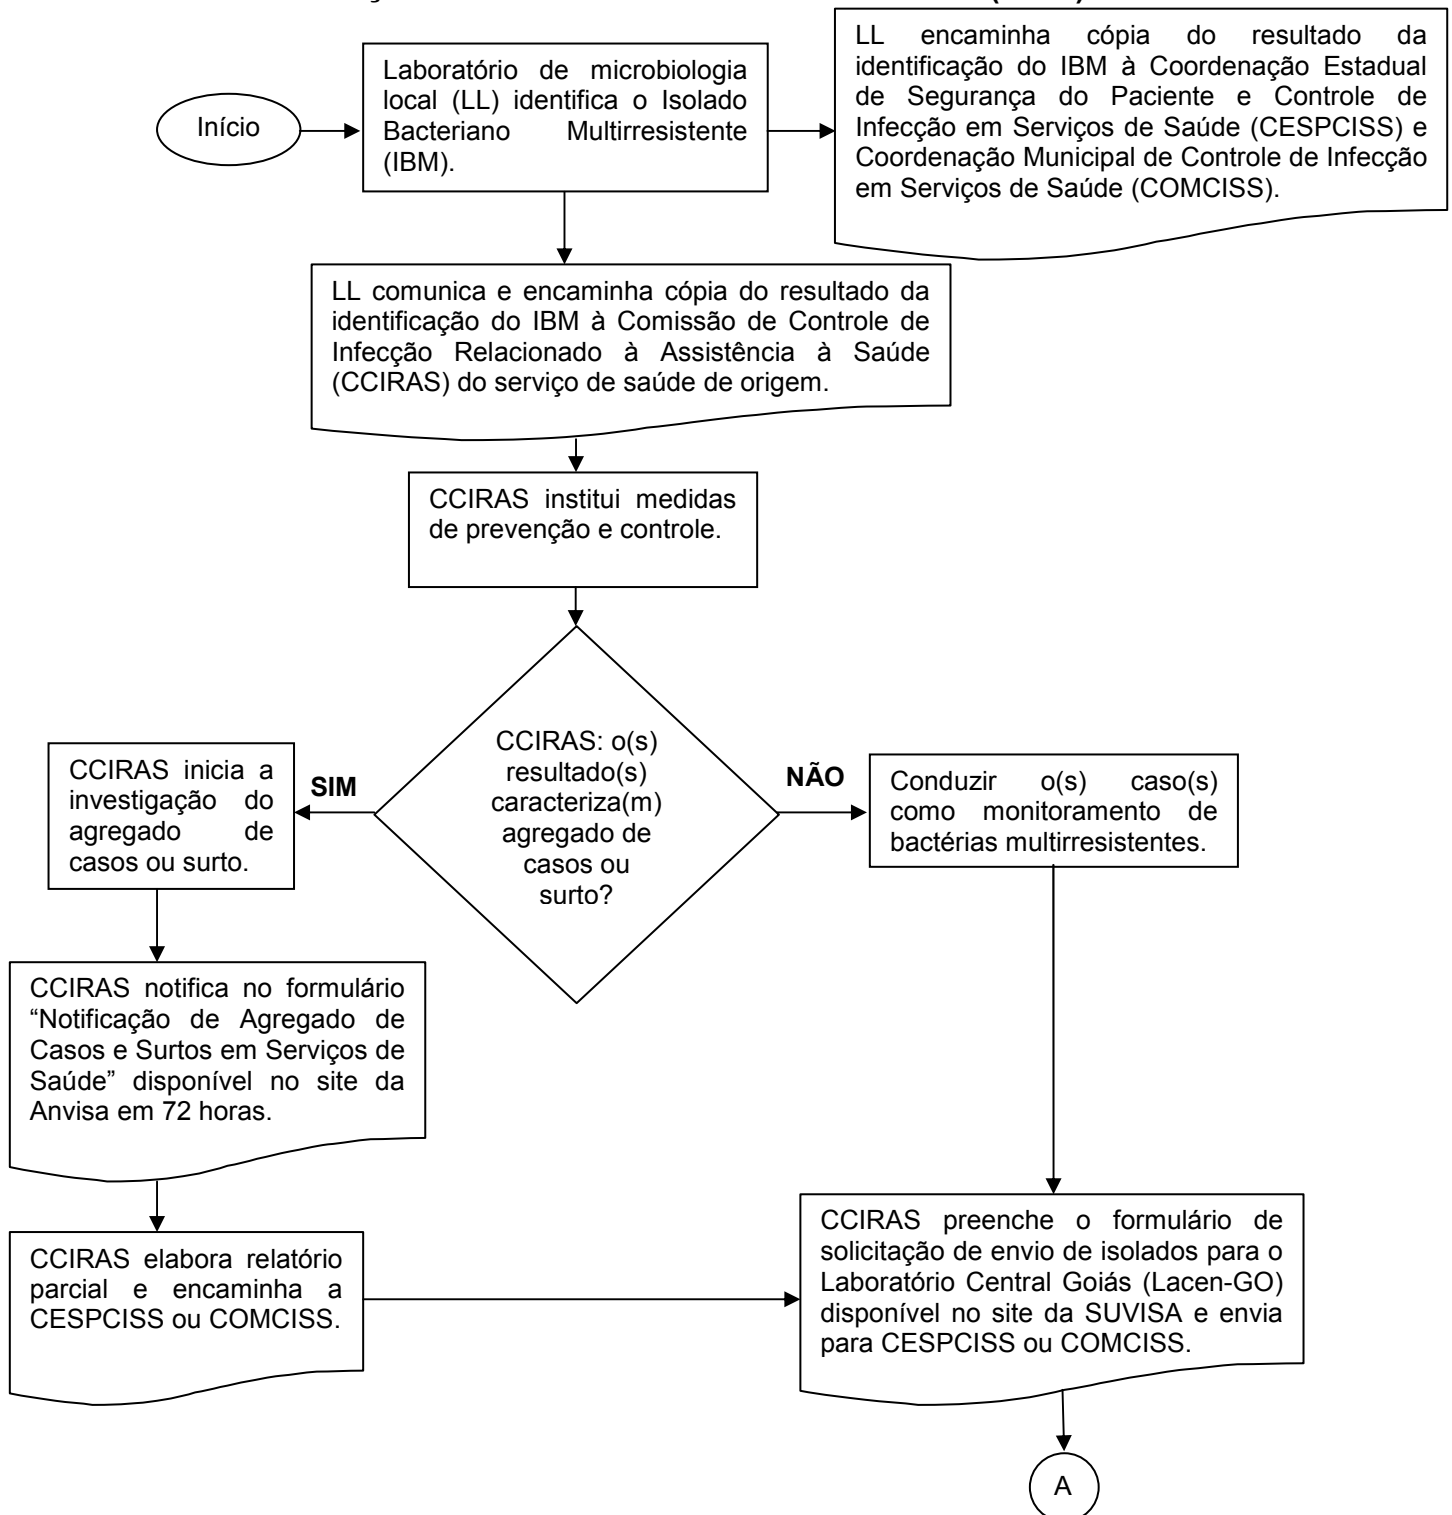 Início
Laboratório de microbiologia
local (LL) identifica o Isolado
Bacteriano Multirresistente
(IBM).
LL encaminha cópia do resultado da
identificação do IBM à Coordenação Estadual
de Segurança do Paciente e Controle de
Infecção em Serviços de Saúde (CESPCISS) e
Coordenação Municipal de Controle de Infecção
em Serviços de Saúde (COMCISS).
LL comunica e encaminha cópia do resultado da
identificação do IBM à Comissão de Controle de
Infecção Relacionado à Assistência à Saúde
(CCIRAS) do serviço de saúde de origem.
CCIRAS institui medidas
de prevenção e controle.
CCIRAS: o(s)
resultado(s)
caracteriza(m)
agregado de
casos ou
surto?
SIM
CCIRAS inicia a
investigação do
agregado de
casos ou surto.
NÃO
Conduzir o(s) caso(s)
como monitoramento de
bactérias multirresistentes.
CCIRAS notifica no formulário
“Notificação de Agregado de
Casos e Surtos em Serviços de
Saúde” disponível no site da
Anvisa em 72 horas.
CCIRAS elabora relatório
parcial e encaminha a
CESPCISS ou COMCISS.
CCIRAS preenche o formulário de
solicitação de envio de isolados para o
Laboratório Central Goiás (Lacen-GO)
disponível no site da SUVISA e envia
para CESPCISS ou COMCISS.
A